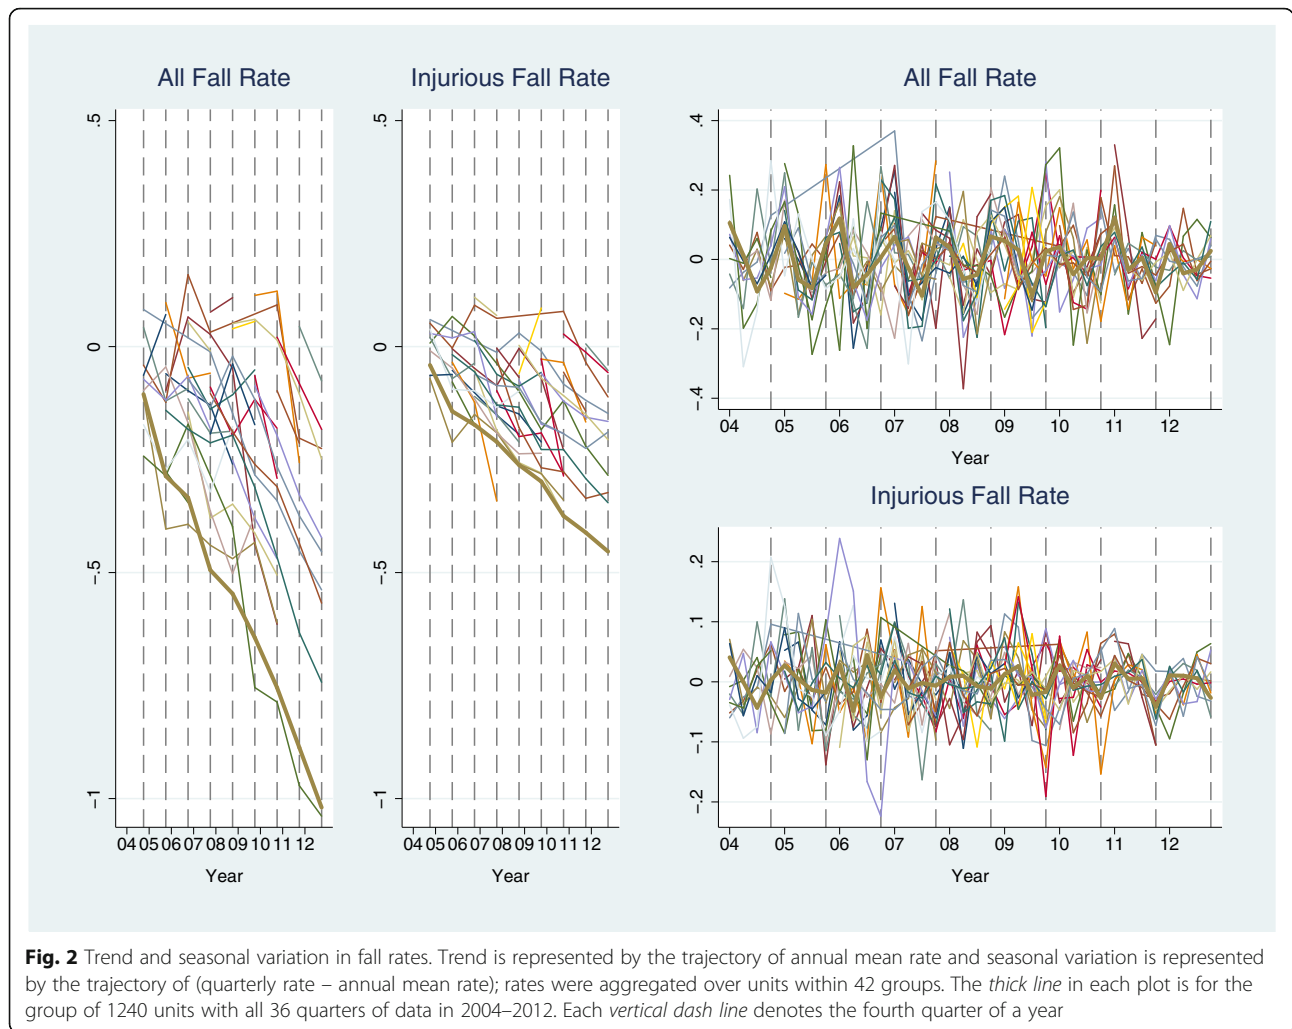 All Fall Rate
.5
0
-.5
-1
04 05 06 07 08 09 10 11 12
Year
Injurious Fall Rate
.5
0
-.5
-1
04 05 06 07 08 09 10 11 12
Year
All Fall Rate
.4
.2
0
-.2
-.4
04 05 06 07 08 09 10 11 12
Year
Injurious Fall Rate
.2
.1
0
-.1
-.2
04 05 06 07 08 09 10 11 12
Year
Fig. 2 Trend and seasonal variation in fall rates. Trend is represented by the trajectory of annual mean rate and seasonal variation is represented
by the trajectory of (quarterly rate – annual mean rate); rates were aggregated over units within 42 groups. The thick line in each plot is for the
group of 1240 units with all 36 quarters of data in 2004–2012. Each vertical dash line denotes the fourth quarter of a year